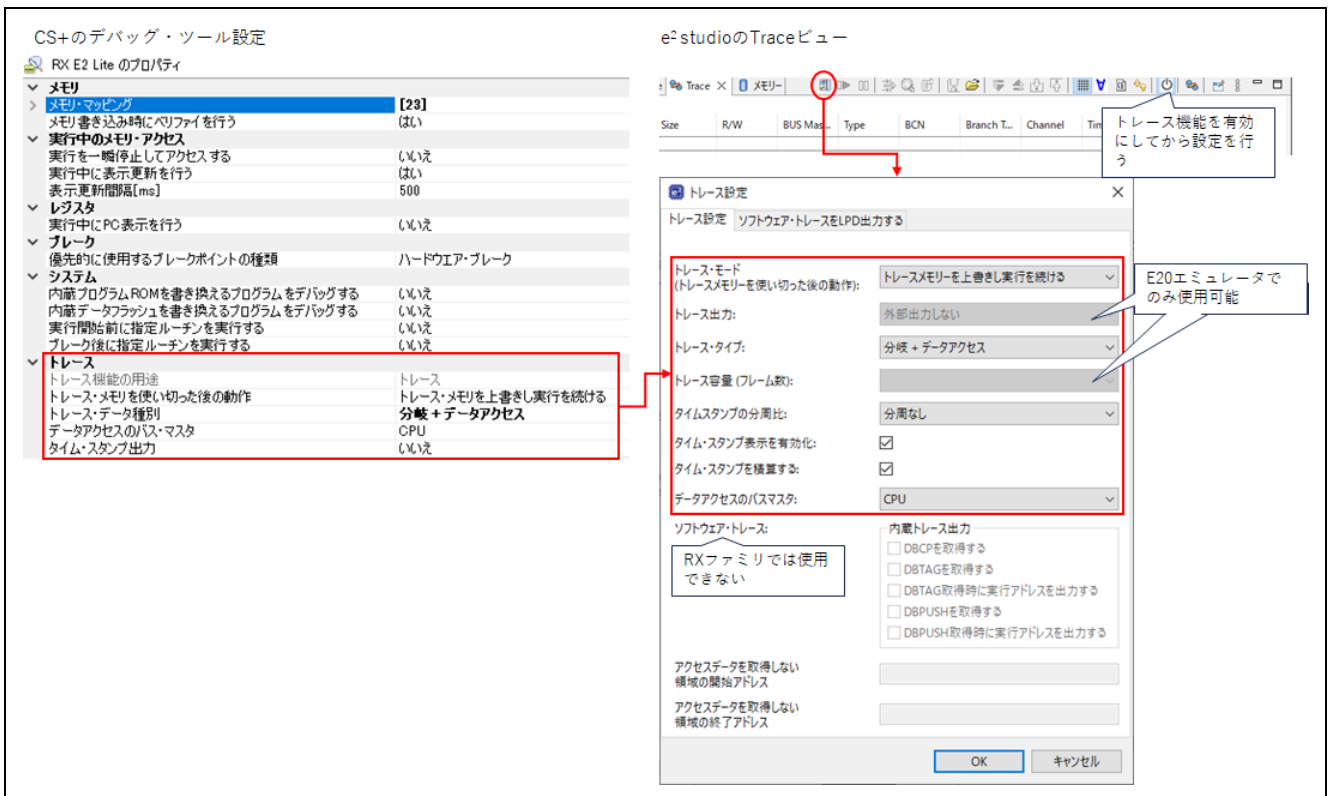 CS+のデバッグ・ツール設定
RX E2 Lite のプロパティ
メモリ
メモリ・マッピング [23]
メモリ書き込み時にベリファイを行う はい
実行中のメモリ・アクセス
実行を一瞬停止してアクセスする いいえ
実行中に表示更新を行う はい
表示更新間隔[ms] 500
レジスタ
実行中にPC表示を行う いいえ
ブレーク
優先的に使用するブレークポイントの種類 ハードウエア・ブレーク
システム
内蔵プログラムROMを書き換えるプログラムをデバッグする いいえ
内蔵データフラッシュを書き換えるプログラムをデバッグする いいえ
実行開始前に指定ルーチンを実行する いいえ
ブレーク後に指定ルーチンを実行する いいえ
トレース
トレース機能の用途 トレース
トレース・メモリを使い切った後の動作 トレース・メモリを上書きし実行を続ける
トレース・データ種別 分岐+データアクセス
データアクセスのバス・マスタ CPU
タイム・スタンプ出力 いいえ
e² studioのTraceビュー
Trace メモリー
Size R/W BUS Mas... Type BCN Branch T... Channel Tim
トレース機能を有効
にしてから設定を行
う
トレース設定
トレース設定 ソフトウェア・トレースをLPD出力する
トレース・モード
(トレースメモリーを使い切った後の動作): トレースメモリーを上書きし実行を続ける
E20エミュレータで
のみ使用可能
トレース出力: 外部出力しない
トレース・タイプ: 分岐 + データアクセス
トレース容量 (フレーム数):
タイムスタンプの分周比: 分周なし
タイム・スタンプ表示を有効化:
タイム・スタンプを積算する:
データアクセスのバスマスタ: CPU
ソフトウェア・トレース:
RXファミリでは使用
できない
内蔵トレース出力
DBCPを取得する
DBTAGを取得する
DBTAG取得時に実行アドレスを出力する
DBPUSHを取得する
DBPUSH取得時に実行アドレスを出力する
アクセスデータを取得しない
領域の開始アドレス
アクセスデータを取得しない
領域の終了アドレス
OK キャンセル